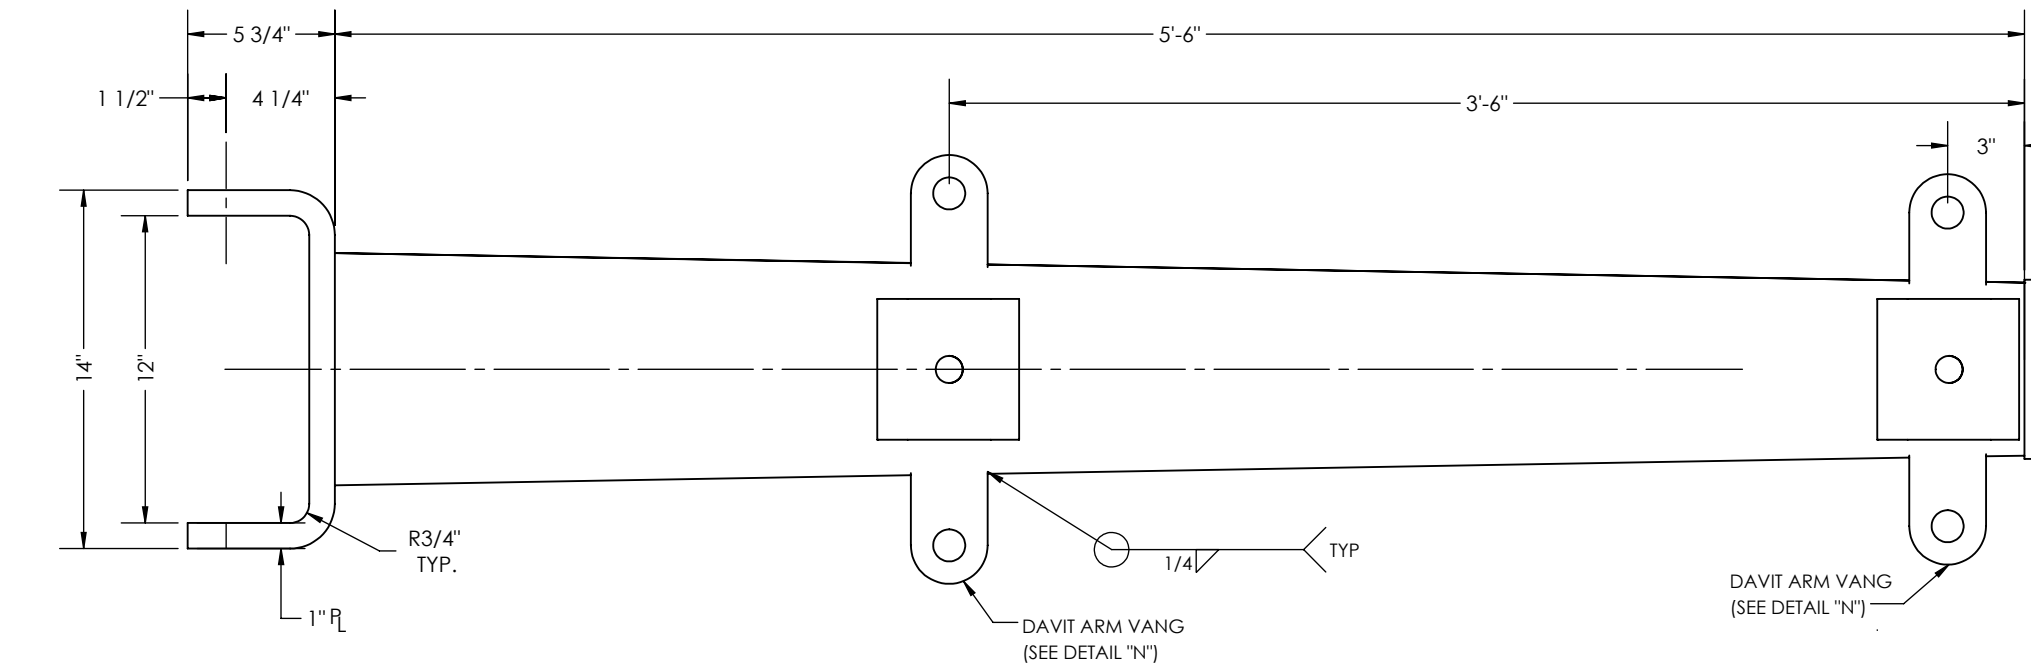 5 3/4"
5'-6"
1 1/2"
4 1/4"
3'-6"
3"
14"
12"
R3/4"
TYP.
1" PL
1/4
TYP
DAVIT ARM VANG
(SEE DETAIL "N")
DAVIT ARM VANG
(SEE DETAIL "N")